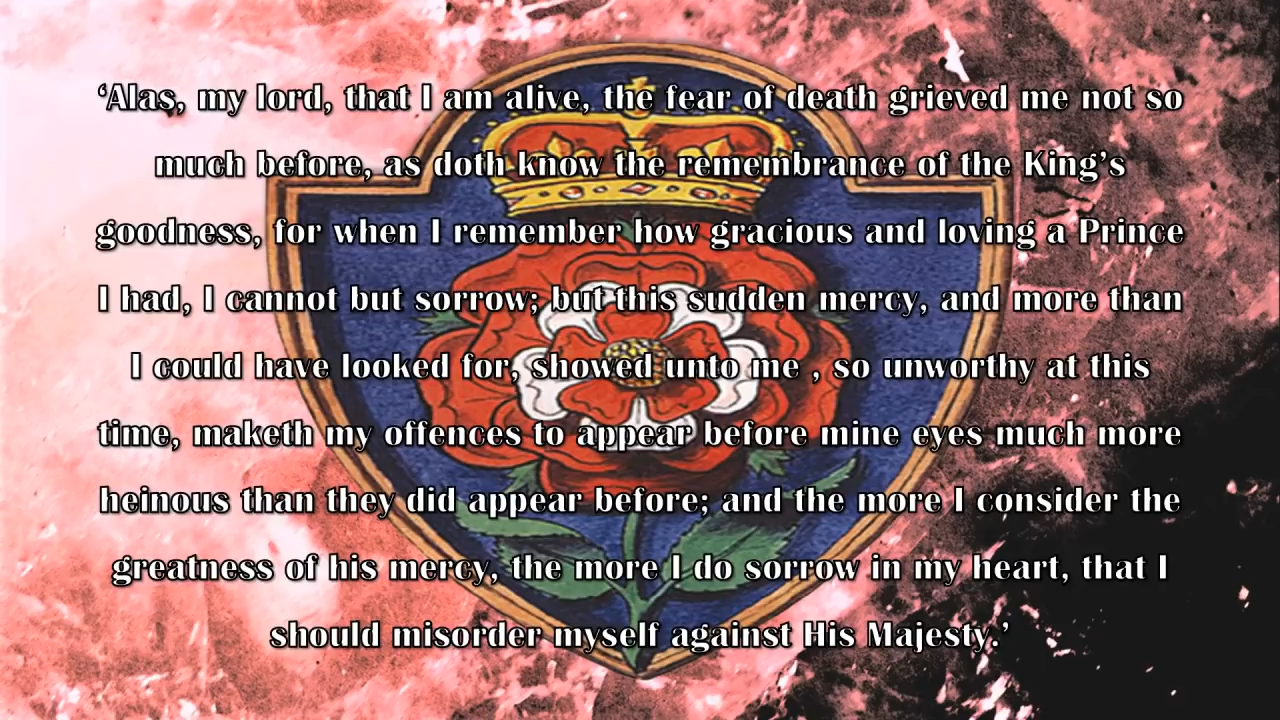 ‘Alas, my lord, that I am alive, the fear of death grieved me not so
much before, as doth know the remembrance of the King’s
goodness, for when I remember how gracious and loving a Prince
I had, I cannot but sorrow; but this sudden mercy, and more than
I could have looked for, showed unto me , so unworthy at this
time, maketh my offences to appear before mine eyes much more
heinous than they did appear before; and the more I consider the
greatness of his mercy, the more I do sorrow in my heart, that I
should misorder myself against His Majesty.’